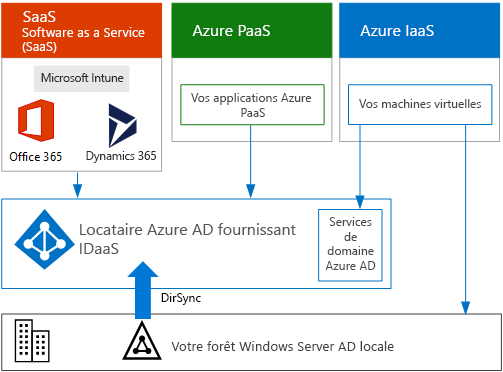 SaaS
Software as a Service
(SaaS)
Microsoft Intune
Office 365
Dynamics 365
Azure PaaS
Vos applications Azure
PaaS
Azure IaaS
Vos machines virtuelles
Locataire Azure AD fournissant
IDaaS
Services
de
domaine
Azure AD
DirSync
Votre forêt Windows Server AD locale